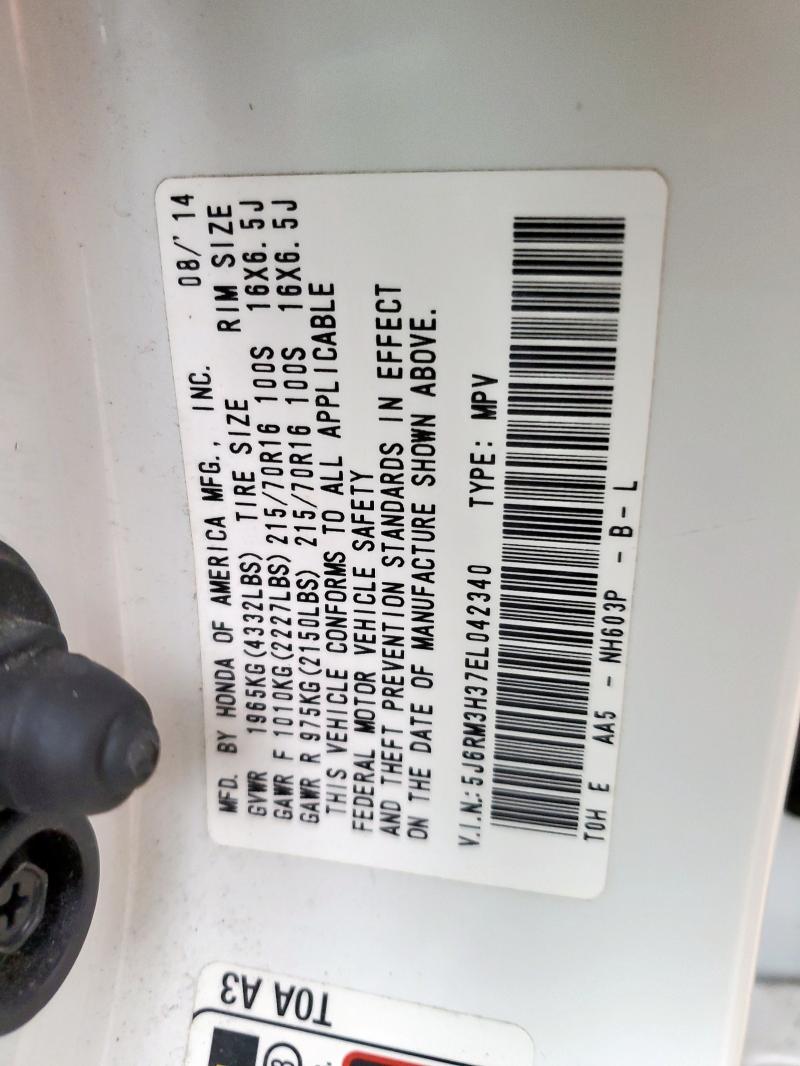 MFD. BY HONDA OF AMERICA MFG., INC. 08/'14
GVWR 1965KG(4332LBS) TIRE SIZE RIM SIZE
GAWR F 1010KG(2227LBS) 215/70R16 100S 16X6.5J
GAWR R 975KG(2150LBS) 215/70R16 100S 16X6.5J
THIS VEHICLE CONFORMS TO ALL APPLICABLE
FEDERAL MOTOR VEHICLE SAFETY
AND THEFT PREVENTION STANDARDS IN EFFECT
ON THE DATE OF MANUFACTURE SHOWN ABOVE.
V.I.N.: 5J6RM3H37EL042340 TYPE: MPV
T0H E AA5 - NH603P - B - L
T0A A3